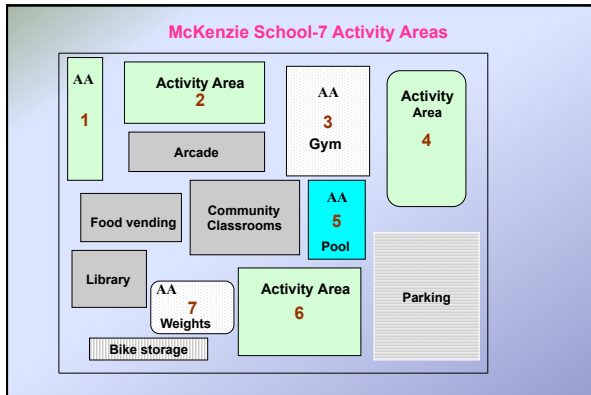 McKenzie School-7 Activity Areas
AA
1
Activity Area
2
AA
3
Gym
Activity
Area
4
Arcade
Food vending
Community
Classrooms
AA
5
Pool
Library
AA
7
Weights
Activity Area
6
Parking
Bike storage